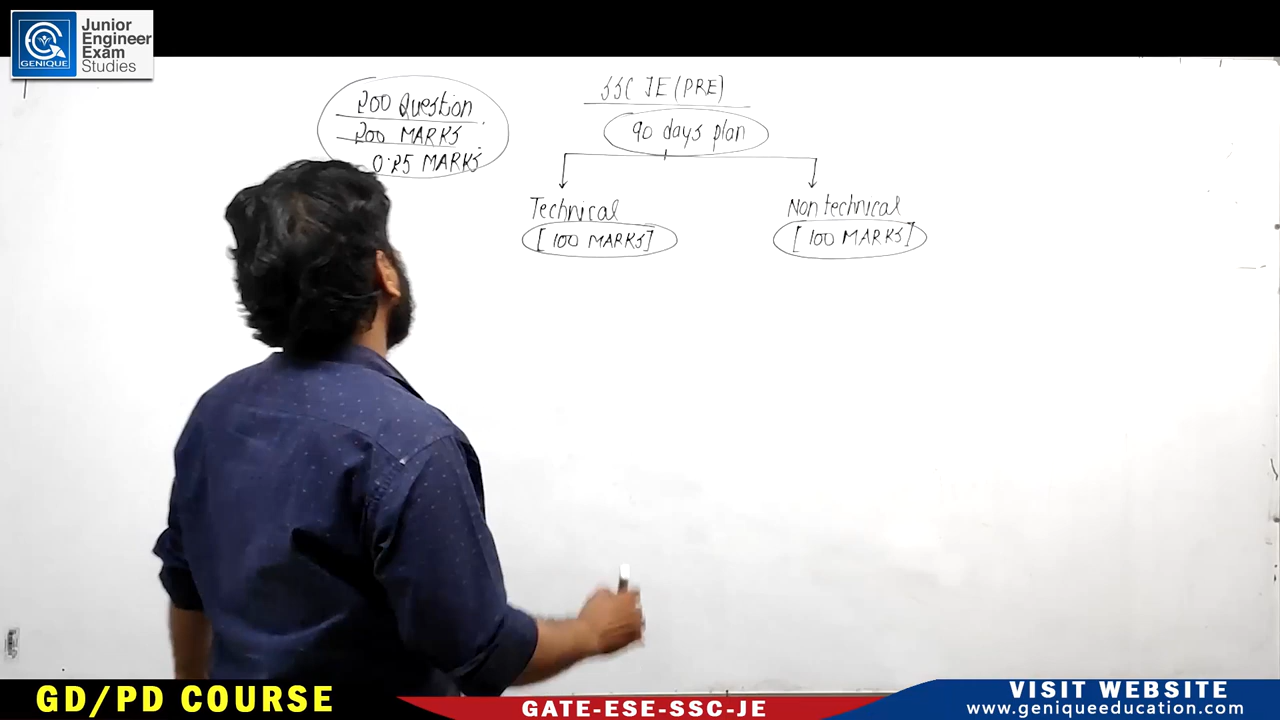 GENIQUE
Junior
Engineer
Exam
Studies
200 Question
200 MARKS
0.25 MARKS
SSC JE (PRE)
90 days plan
Technical
[100 MARKS]
Non technical
[100 MARKS]
GD/PD COURSE
GATE-ESE-SSC-JE
VISIT WEBSITE
www.geniqueeducation.com